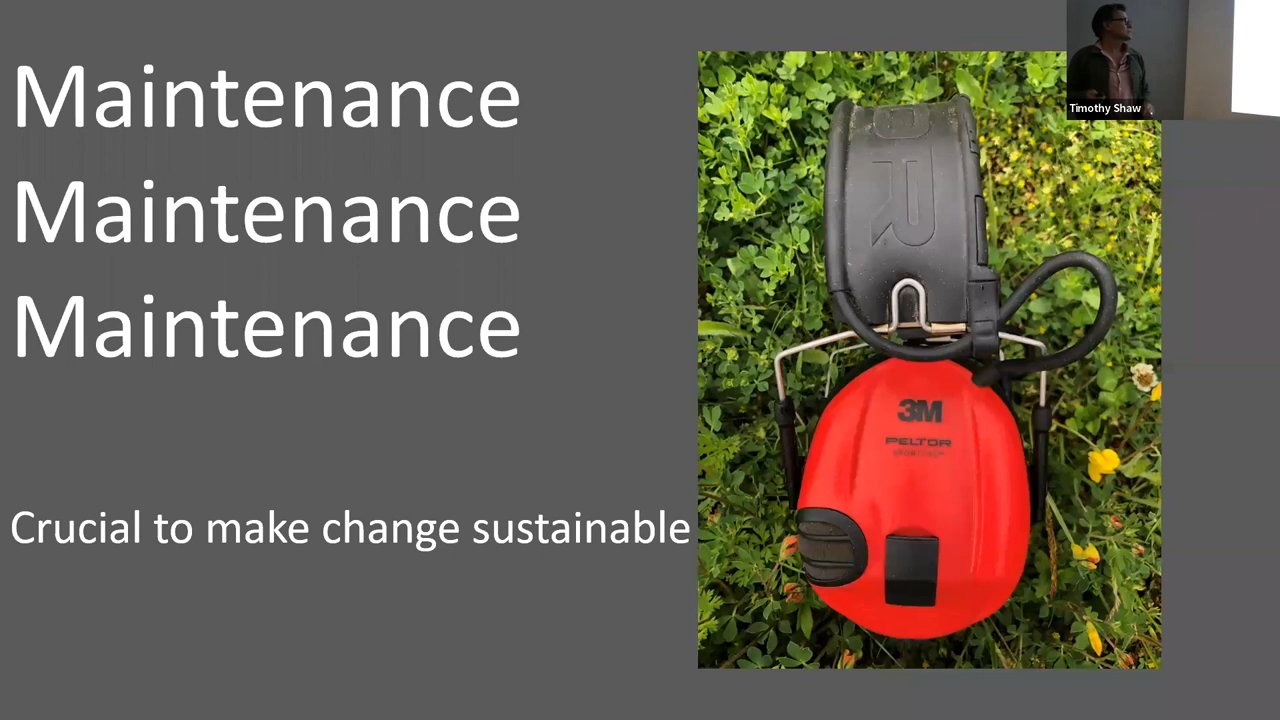 Maintenance
Maintenance
Maintenance
Crucial to make change sustainable
Timothy Shaw
R
3M
PELTOR